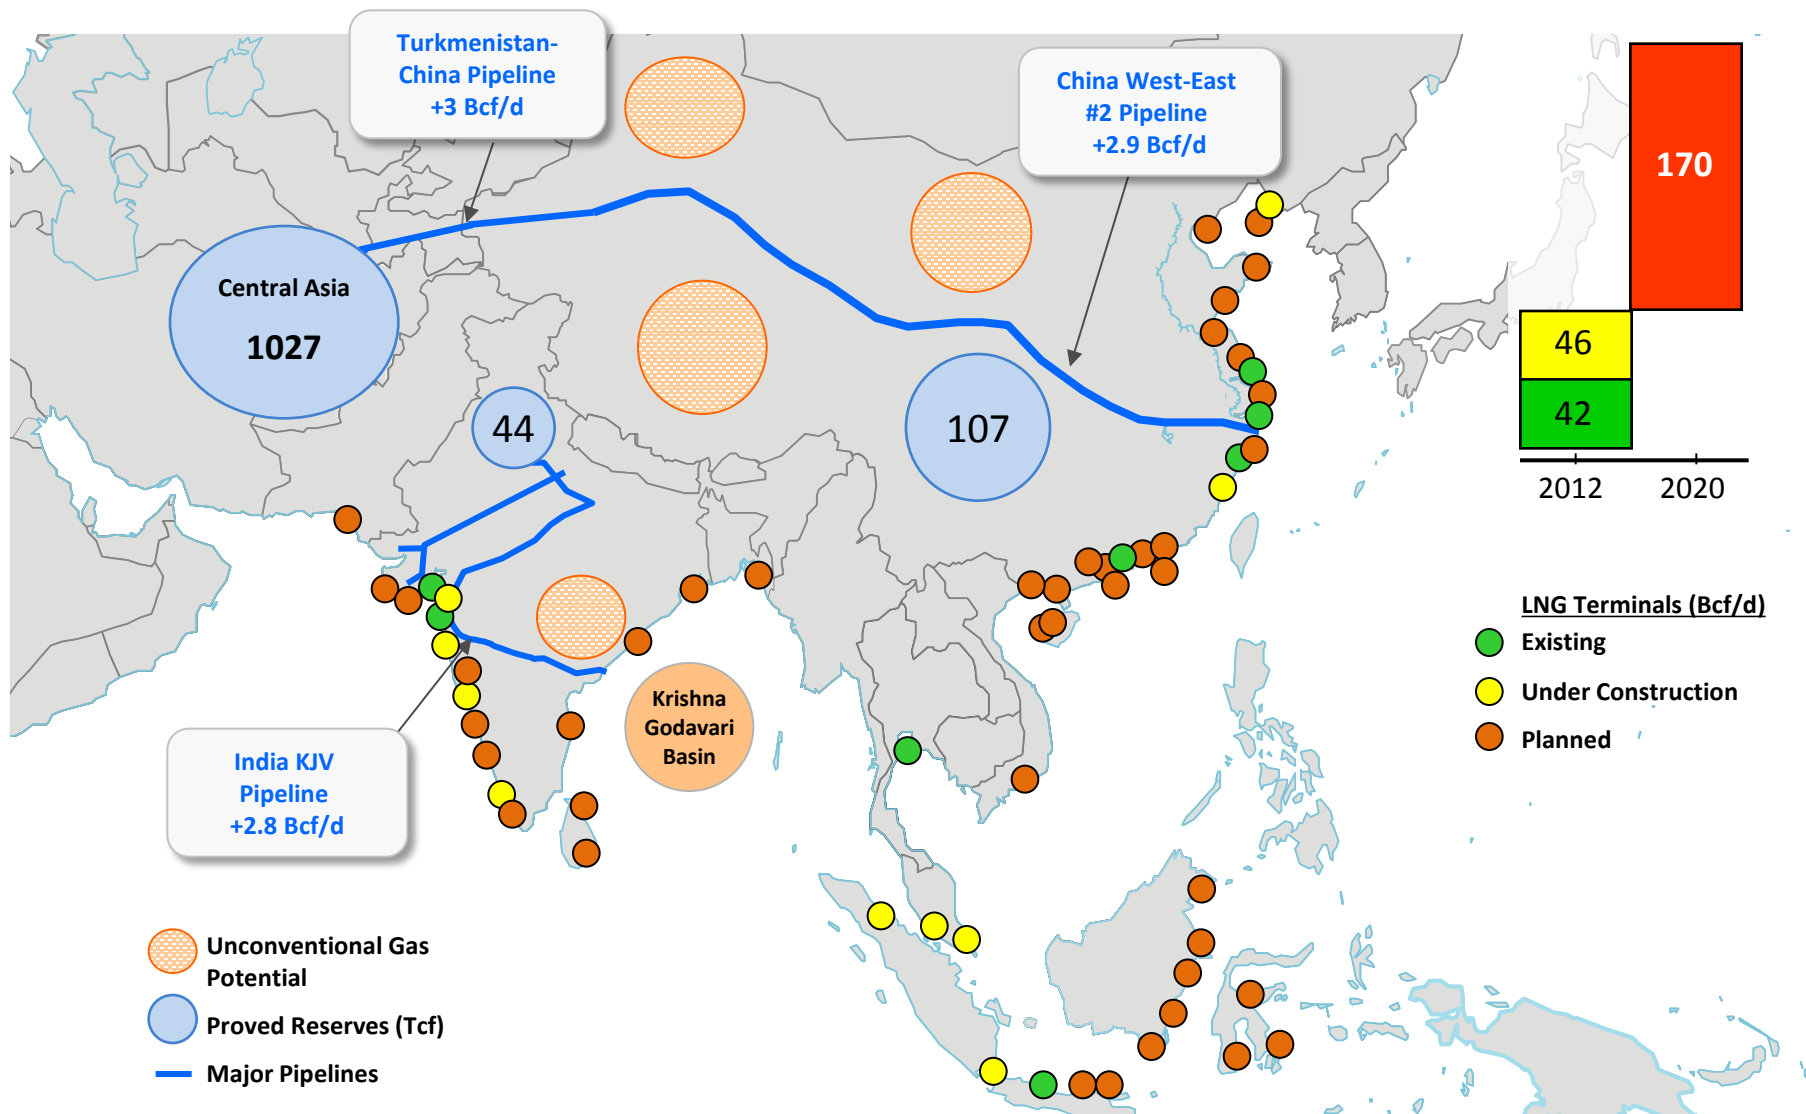 Turkmenistan-
China Pipeline
+3 Bcf/d
China West-East
#2 Pipeline
+2.9 Bcf/d
170
46
42
2012
2020
Central Asia
1027
44
107
LNG Terminals (Bcf/d)
Existing
Under Construction
Planned
Krishna
Godavari
Basin
India KJV
Pipeline
+2.8 Bcf/d
Unconventional Gas
Potential
Proved Reserves (Tcf)
Major Pipelines